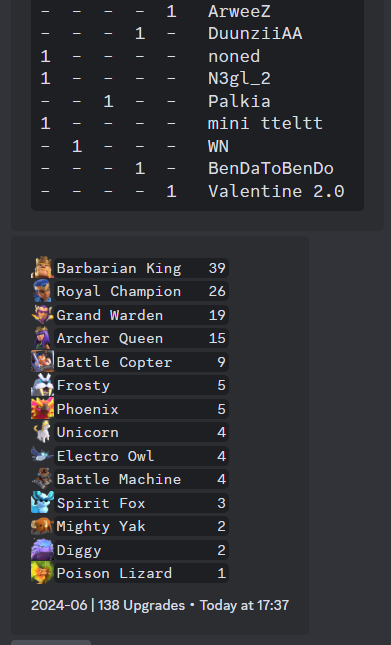 - - - - 1 ArweeZ
- - - 1 - DuunziiAA
1 - - - - noned
1 - - - - N3gl_2
- - 1 - - Palkia
1 - - - - mini tteltt
- 1 - - - WN
- - - 1 - BenDaToBenDo
- - - - 1 Valentine 2.0
Barbarian King 39
Royal Champion 26
Grand Warden 19
Archer Queen 15
Battle Copter 9
Frosty 5
Phoenix 5
Unicorn 4
Electro Owl 4
Battle Machine 4
Spirit Fox 3
Mighty Yak 2
Diggy 2
Poison Lizard 1
2024-06 | 138 Upgrades • Today at 17:37